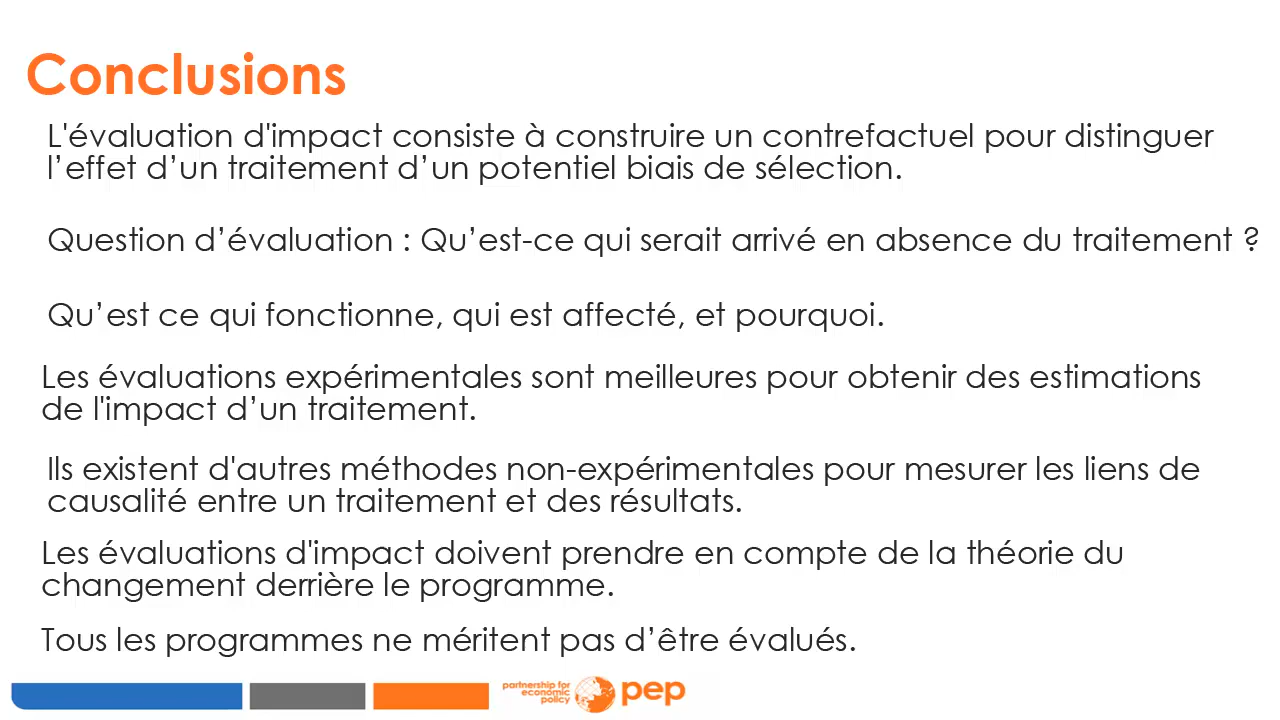 Conclusions
L'évaluation d'impact consiste à construire un contrefactuel pour distinguer
l’effet d’un traitement d’un potentiel biais de sélection.
Question d’évaluation : Qu’est-ce qui serait arrivé en absence du traitement ?
Qu’est ce qui fonctionne, qui est affecté, et pourquoi.
Les évaluations expérimentales sont meilleures pour obtenir des estimations
de l'impact d’un traitement.
Ils existent d'autres méthodes non-expérimentales pour mesurer les liens de
causalité entre un traitement et des résultats.
Les évaluations d'impact doivent prendre en compte de la théorie du
changement derrière le programme.
Tous les programmes ne méritent pas d’être évalués.
partnership for
economic
policy
pep